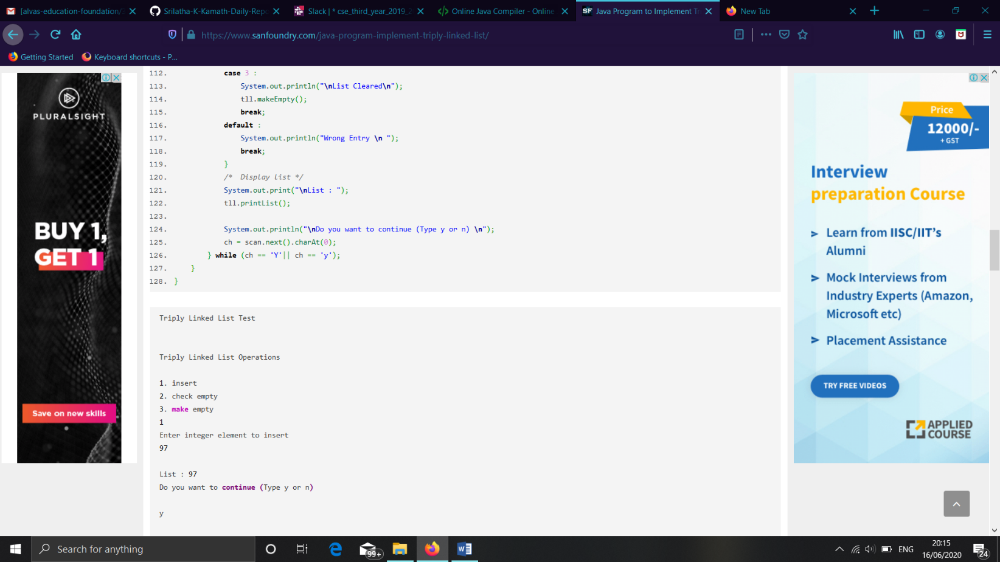 [alvas-education-foundation/3
Srilatha-K-Kamath-Daily-Repo
Slack | * cse_third_year_2019_2
Online Java Compiler - Online
Java Program to Implement Tr
New Tab
https://www.sanfoundry.com/java-program-implement-triply-linked-list/
Getting Started
Keyboard shortcuts - P...
PLURALSIGHT
BUY 1,
GET 1
Save on new skills
112. case 3 :
113. System.out.println("\nList Cleared\n");
114. tll.makeEmpty();
115. break;
116. default :
117. System.out.println("Wrong Entry \n ");
118. break;
119. }
120. /*  Display list */
121. System.out.print("\nList : ");
122. tll.printList();
123.
124. System.out.println("\nDo you want to continue (Type y or n) \n");
125. ch = scan.next().charAt(0);
126. } while (ch == 'Y'|| ch == 'y');
127. }
128. }
Triply Linked List Test
Triply Linked List Operations
1. insert
2. check empty
3. make empty
1
Enter integer element to insert
97
List : 97
Do you want to continue (Type y or n)
y
Price
12000/-
+ GST
Interview
preparation Course
Learn from IISC/IIT's
Alumni
Mock Interviews from
Industry Experts (Amazon,
Microsoft etc)
Placement Assistance
TRY FREE VIDEOS
APPLIED
COURSE
Search for anything
99+
ENG
20:15
16/06/2020
24